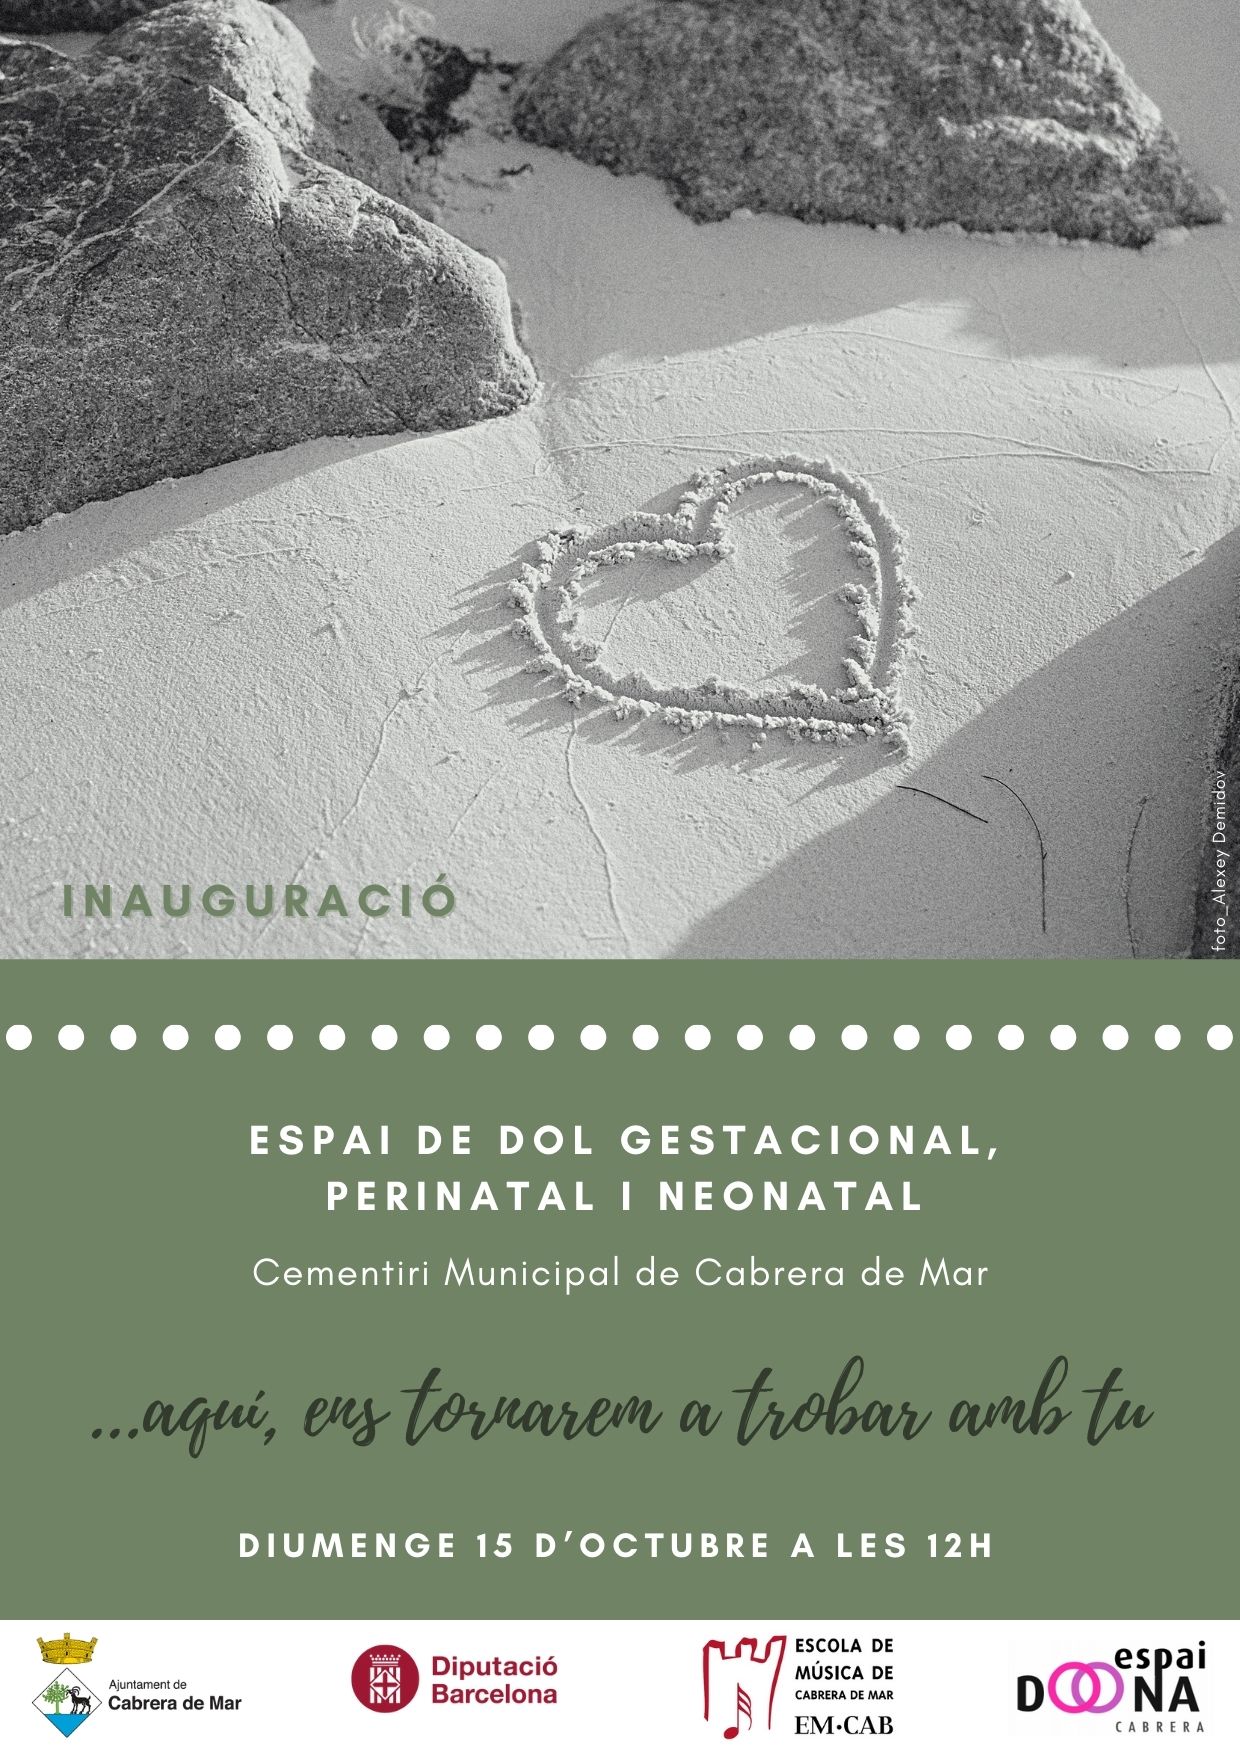 foto_Alexey Demidov
INAUGURACIÓ
ESPAI DE DOL GESTACIONAL,
PERINATAL I NEONATAL
Cementiri Municipal de Cabrera de Mar
...aquí, ens tornarem a trobar amb tu
DIUMENGE 15 D’OCTUBRE A LES 12H
Ajuntament de
Cabrera de Mar
Diputació
Barcelona
ESCOLA DE
MÚSICA DE
CABRERA DE MAR
EM·CAB
espai
DOONA
CABRERA